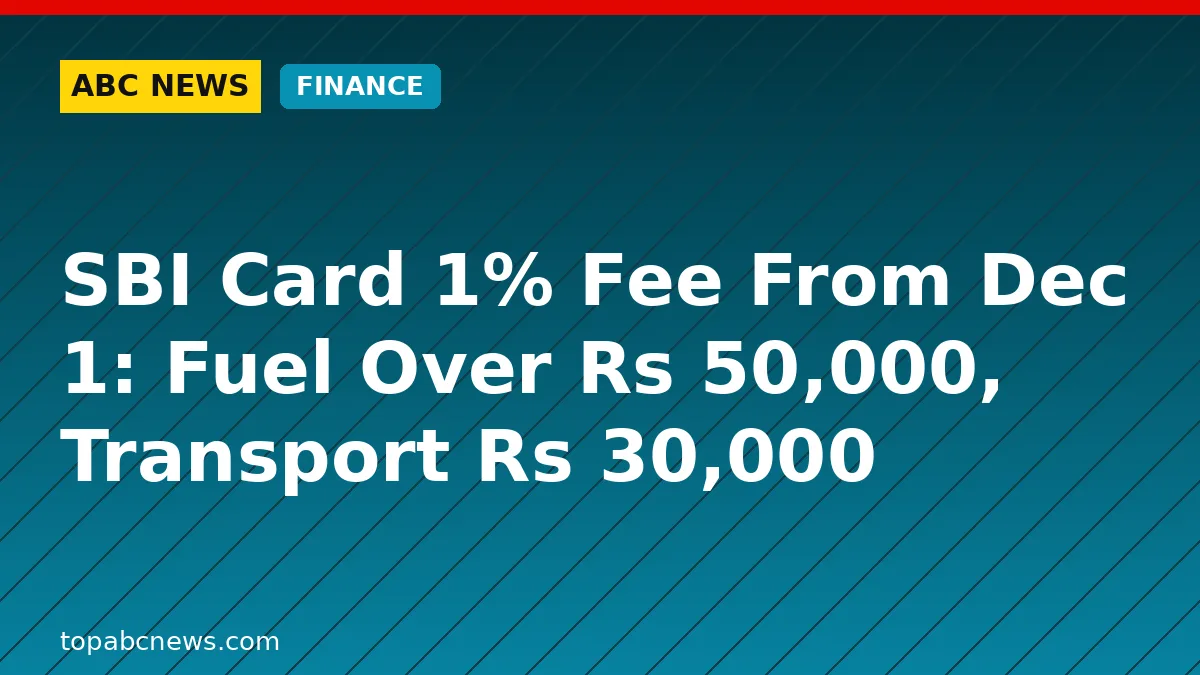 ABC NEWS
FINANCE
SBI Card 1% Fee From Dec
1: Fuel Over Rs 50,000,
Transport Rs 30,000
topabcnews.com